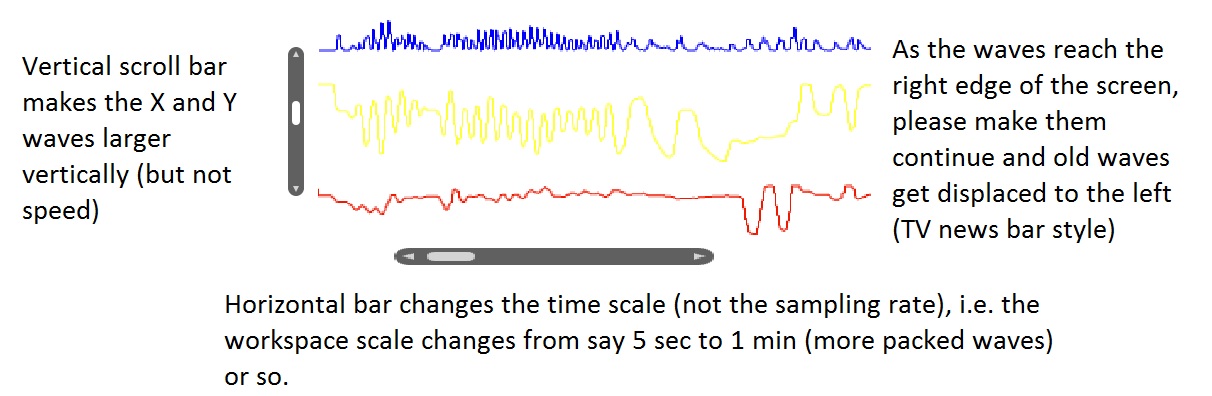 Vertical scroll bar
makes the X and Y
waves larger
vertically (but not
speed)
As the waves reach the
right edge of the screen,
please make them
continue and old waves
get displaced to the left
(TV news bar style)
Horizontal bar changes the time scale (not the sampling rate), i.e. the
workspace scale changes from say 5 sec to 1 min (more packed waves)
or so.